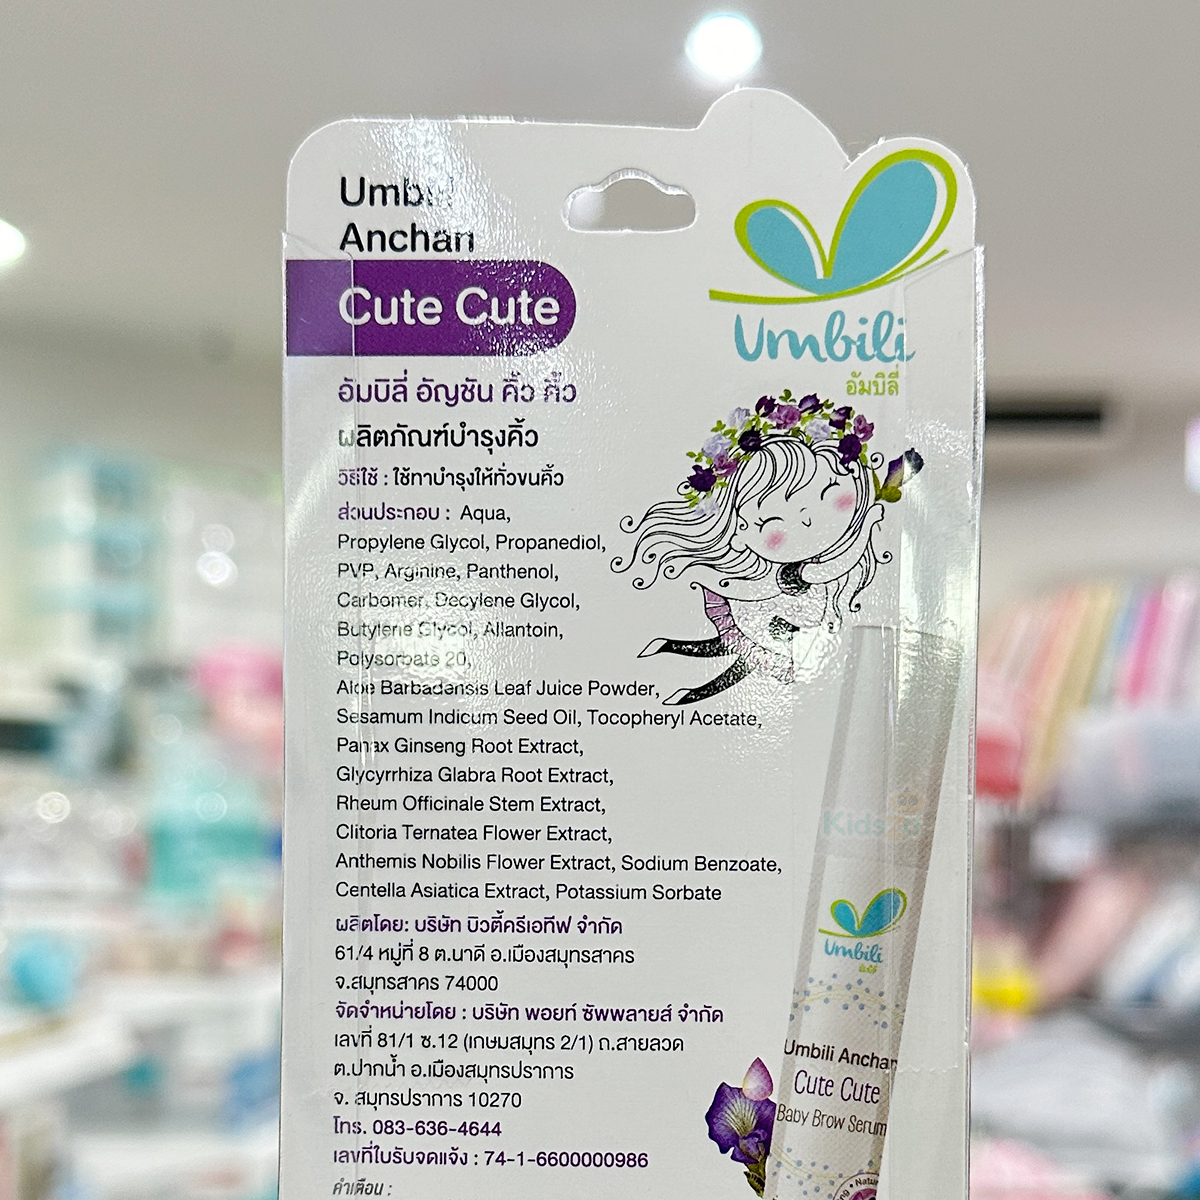 Umbili
Anchan
Cute Cute
Umbili
อัมบิลี่
อัมบิลี่ อัญชัน คิ้ว คิ้ว
ผลิตภัณฑ์บำรุงคิ้ว
วิธีใช้ : ใช้ทาบำรุงให้ทั่วขนคิ้ว
ส่วนประกอบ : Aqua,
Propylene Glycol, Propanediol,
PVP, Arginine, Panthenol,
Carbomer, Decylene Glycol,
Butylene Glycol, Allantoin,
Polysorbate 20,
Aloe Barbadensis Leaf Juice Powder,
Sesamum Indicum Seed Oil, Tocopheryl Acetate,
Panax Ginseng Root Extract,
Glycyrrhiza Glabra Root Extract,
Rheum Officinale Stem Extract,
Clitoria Ternatea Flower Extract,
Anthemis Nobilis Flower Extract, Sodium Benzoate,
Centella Asiatica Extract, Potassium Sorbate
ผลิตโดย: บริษัท บิวตี้ครีเอทีฟ จำกัด
61/4 หมู่ที่ 8 ต.นาดี อ.เมืองสมุทรสาคร
จ.สมุทรสาคร 74000
จัดจำหน่ายโดย : บริษัท พอยท์ ซัพพลายส์ จำกัด
เลขที่ 81/1 ซ.12 (เทษมสมุทร 2/1) ถ.สายลวด
ต.ปากน้ำ อ.เมืองสมุทรปราการ
จ. สมุทรปราการ 10270
โทร. 083-636-4644
เลขที่ใบรับจดแจ้ง : 74-1-6600000986
คำเตือน :
Umbili
Umbili Anchan
Cute Cute
Baby Brow Serum